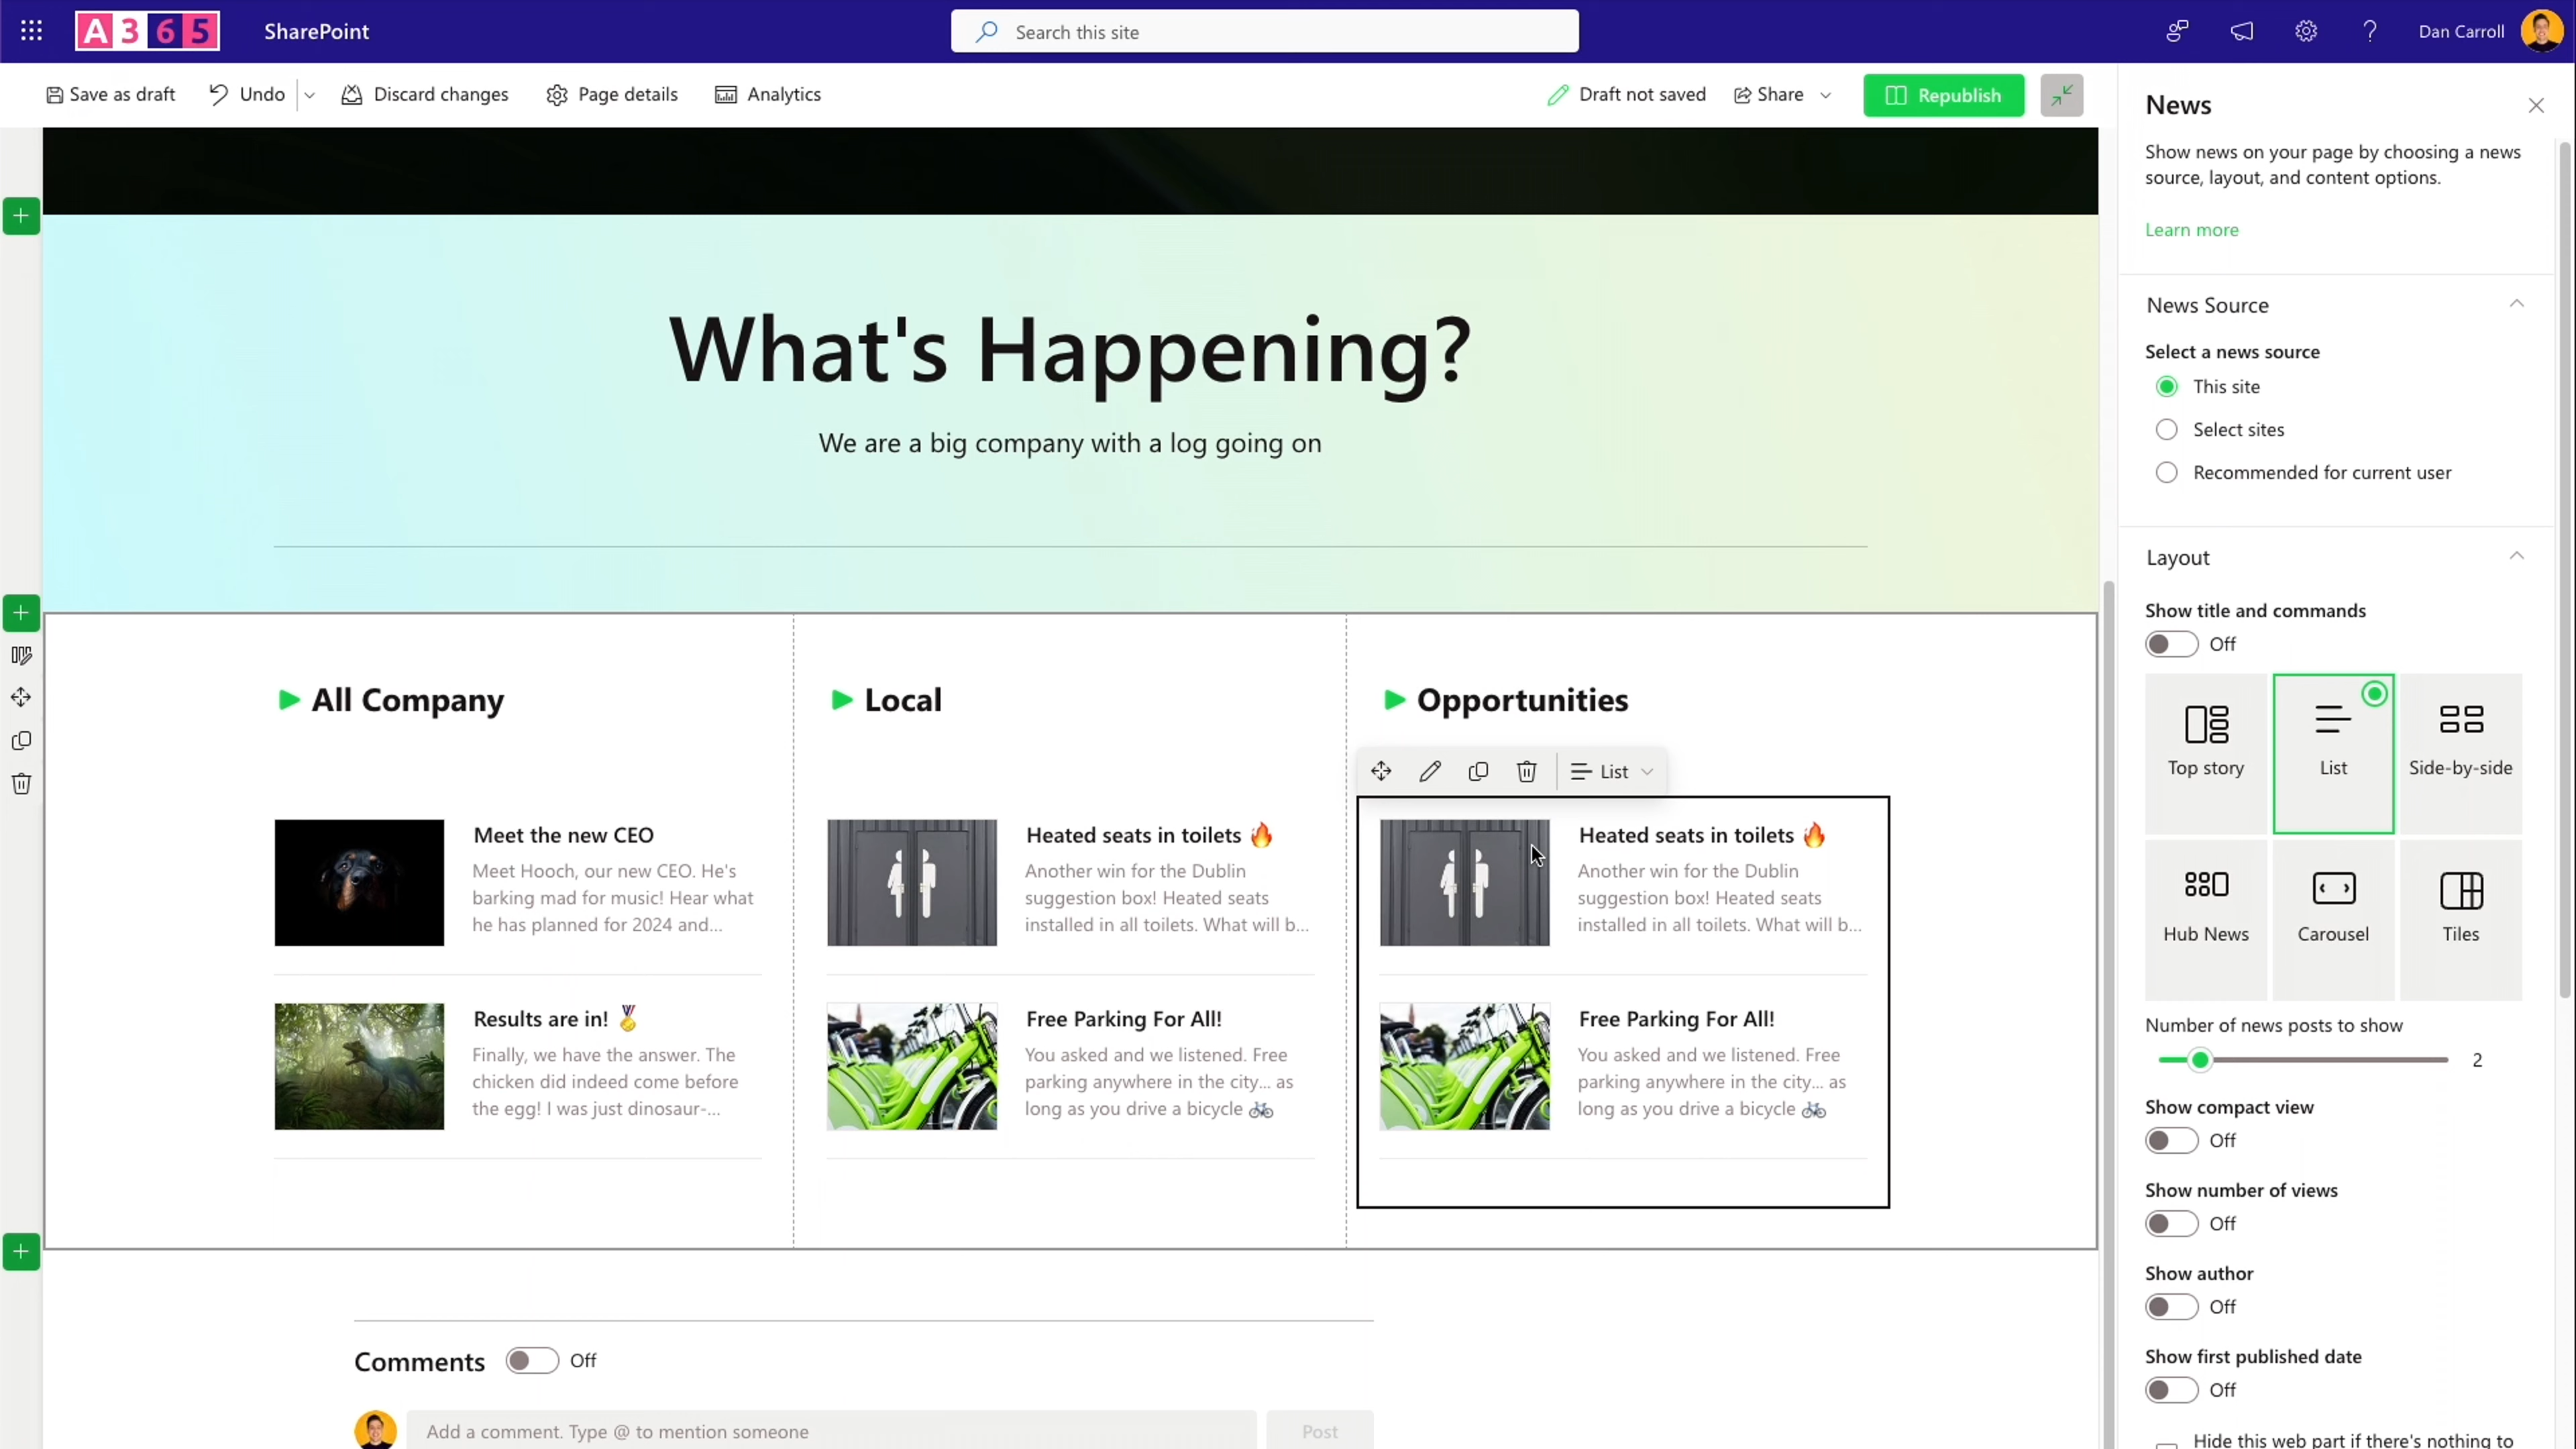 A365
SharePoint
Search this site
Dan Carroll
Save as draft
Undo
Discard changes
Page details
Analytics
Draft not saved
Share
Republish
What's Happening?
We are a big company with a log going on
All Company
Meet the new CEO
Meet Hooch, our new CEO. He's
barking mad for music! Hear what
he has planned for 2024 and...
Results are in! 🏅
Finally, we have the answer. The
chicken did indeed come before
the egg! I was just dinosaur-...
Local
Heated seats in toilets 🔥
Another win for the Dublin
suggestion box! Heated seats
installed in all toilets. What will b...
Free Parking For All!
You asked and we listened. Free
parking anywhere in the city... as
long as you drive a bicycle 🚲
Opportunities
List
Heated seats in toilets 🔥
Another win for the Dublin
suggestion box! Heated seats
installed in all toilets. What will b...
Free Parking For All!
You asked and we listened. Free
parking anywhere in the city... as
long as you drive a bicycle 🚲
Comments
Off
Add a comment. Type @ to mention someone
Post
News
Show news on your page by choosing a news
source, layout, and content options.
Learn more
News Source
Select a news source
This site
Select sites
Recommended for current user
Layout
Show title and commands
Off
Top story
List
Side-by-side
Hub News
Carousel
Tiles
Number of news posts to show
2
Show compact view
Off
Show number of views
Off
Show author
Off
Show first published date
Off
Hide this web part if there's nothing to